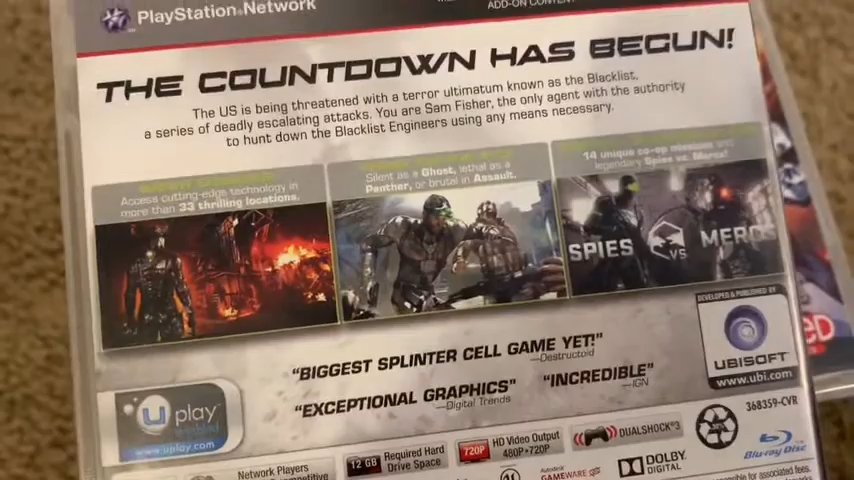 PlayStation®Network
ADD-ON CONTENT
THE COUNTDOWN HAS BEGUN!
The US is being threatened with a terror ultimatum known as the Blacklist,
a series of deadly escalating attacks. You are Sam Fisher, the only agent with the authority
to hunt down the Blacklist Engineers using any means necessary.
Access cutting-edge technology in
more than 33 thrilling locations.
Silent as a Ghost, lethal as a
Panther, or brutal in Assault.
14 unique co-op missions with
legendary Spies vs. Mercs!
SPIES VS MERCS
DEVELOPED & PUBLISHED BY
UBISOFT
www.ubi.com
"BIGGEST SPLINTER CELL GAME YET!"
—Destructoid
"EXCEPTIONAL GRAPHICS"
—Digital Trends
"INCREDIBLE"
—IGN
U play
enabled
www.uplay.com
368359-CVR
Network Players
12 GB Required Hard
Drive Space
720p HD Video Output
480P•720P
DUALSHOCK®3
Autodesk
GAMEWARE
DOLBY
DIGITAL
Blu-ray Disc